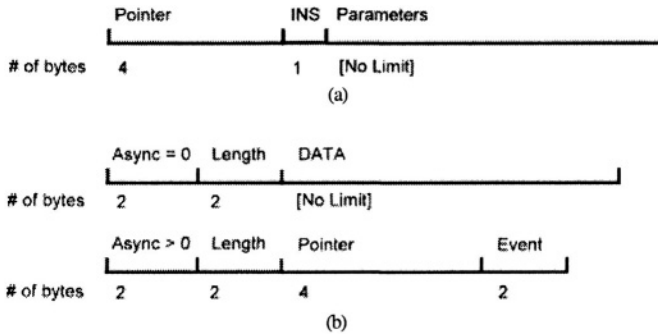 Pointer INS Parameters
# of bytes 4 1 [No Limit]
(a)
Async = 0 Length DATA
# of bytes 2 2 [No Limit]
Async > 0 Length Pointer Event
# of bytes 2 2 4 2
(b)